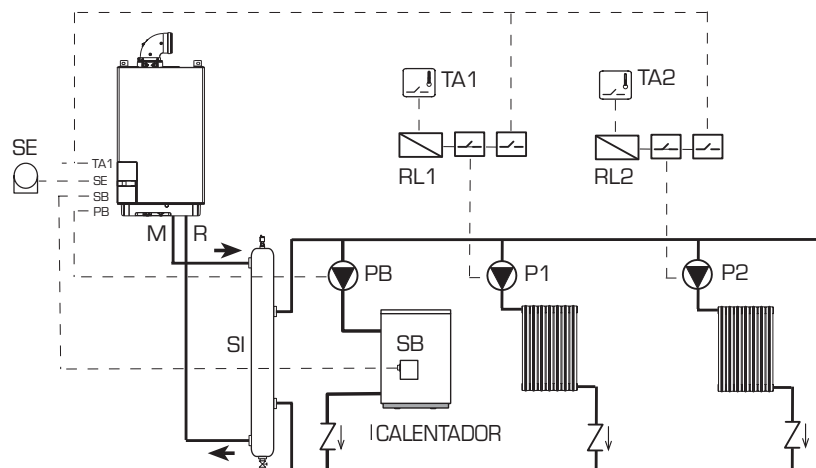 TA1
TA2
SE
TA1
SE
SB
PB
RL1
RL2
M R
PB
P1
P2
SI
SB
CALENTADOR